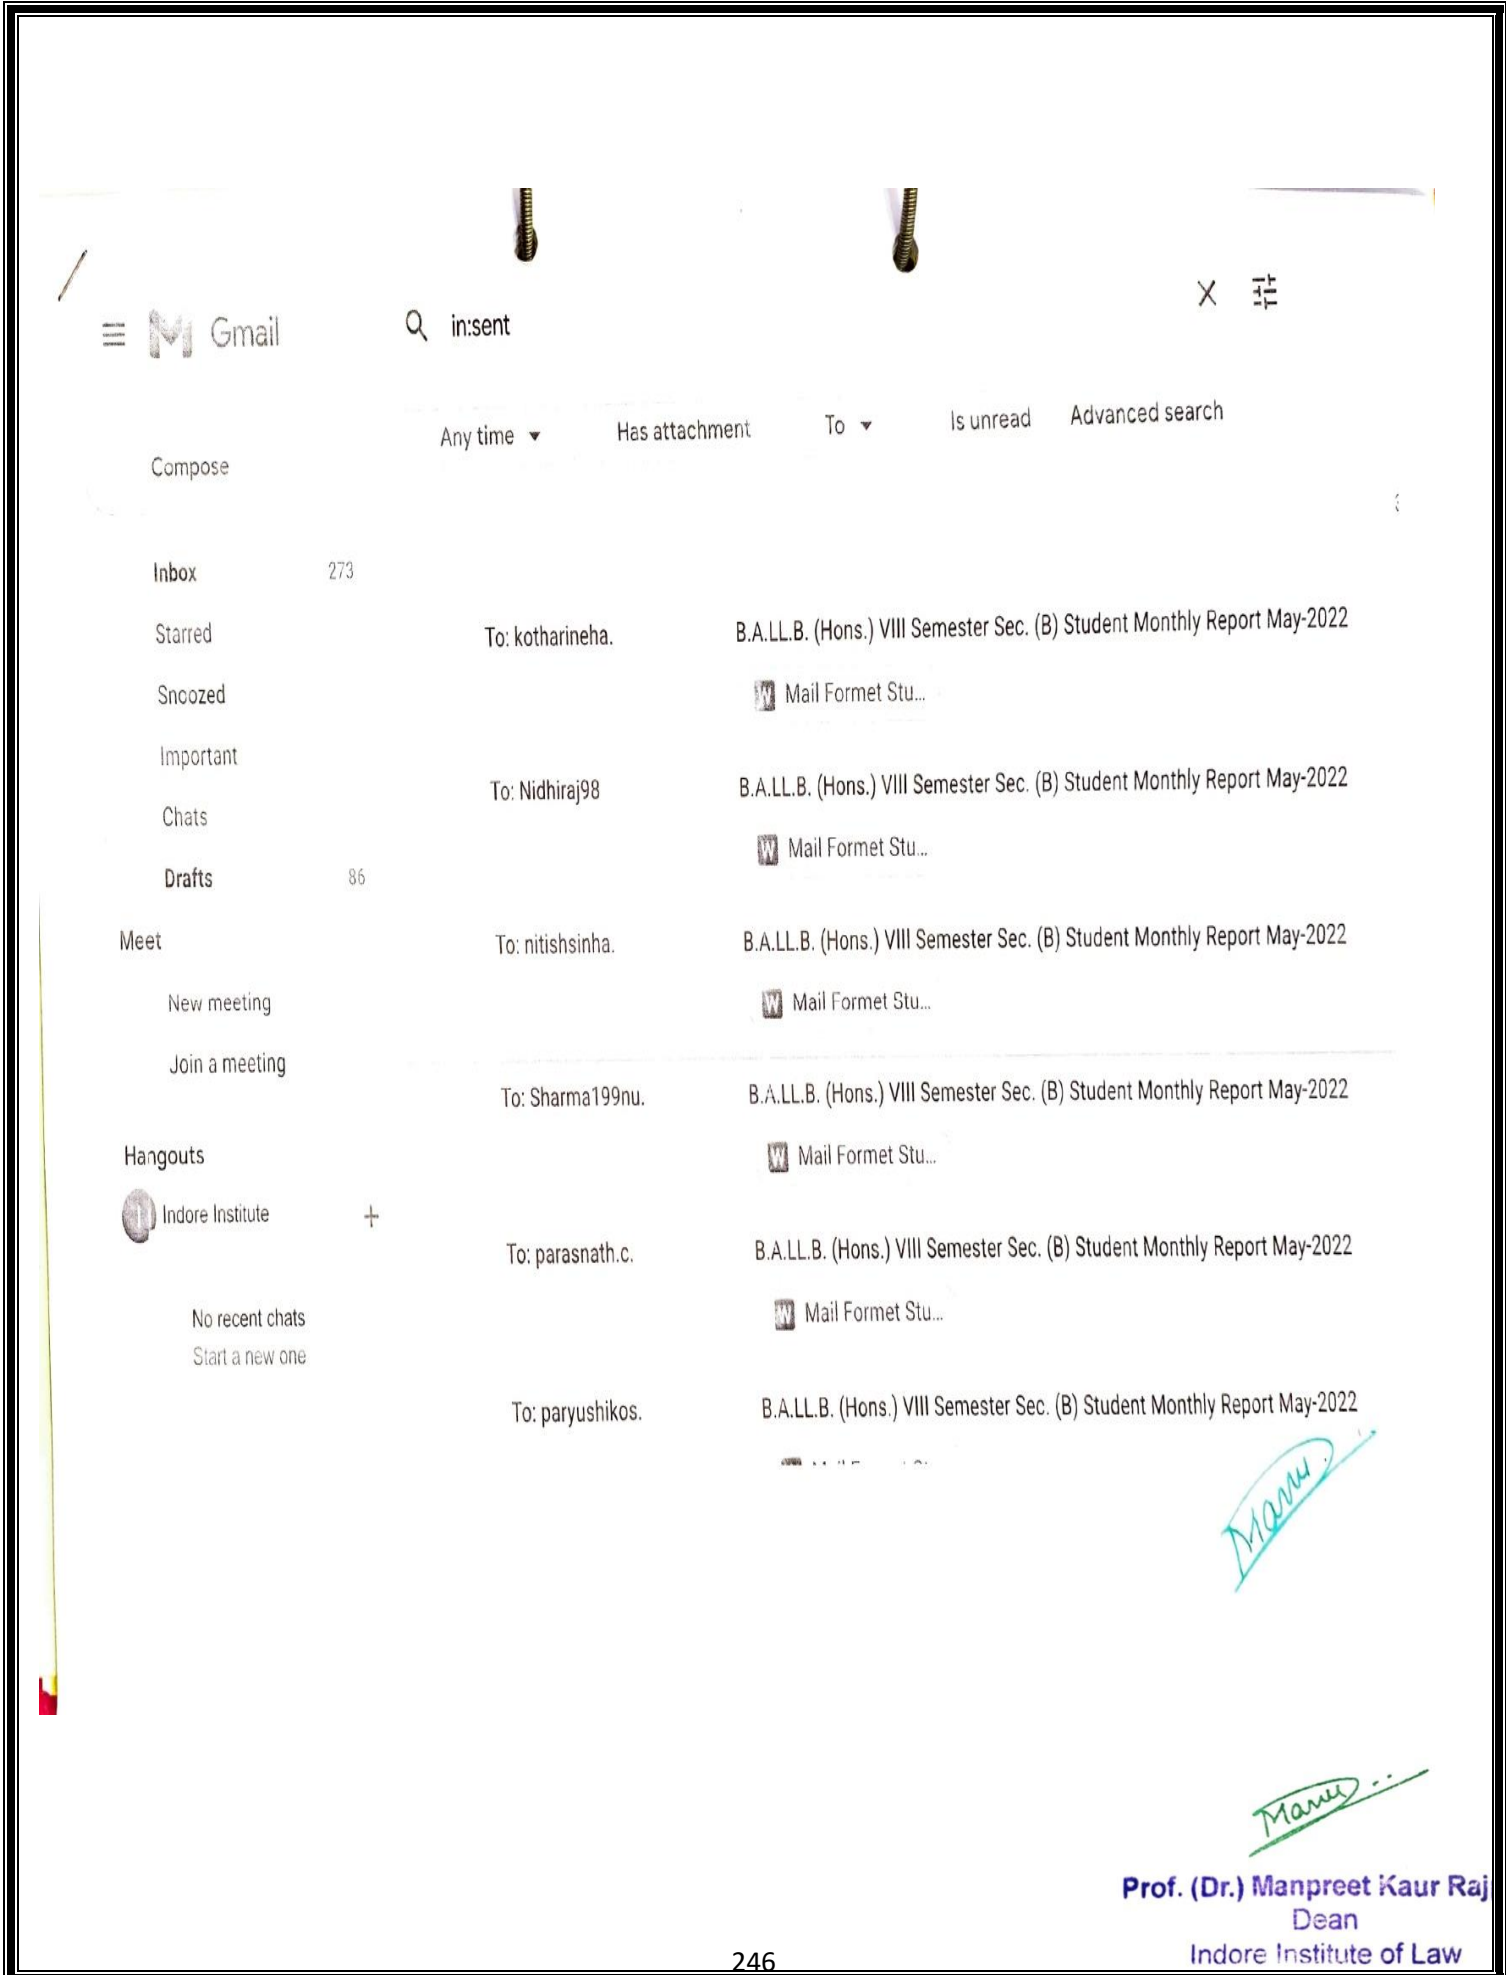 Gmail
in:sent
Any time
Has attachment
To
Is unread
Advanced search
Compose
Inbox 273
Starred
Snoozed
Important
Chats
Drafts 86
Meet
New meeting
Join a meeting
Hangouts
Indore Institute +
No recent chats
Start a new one
To: kotharineha. B.A.LL.B. (Hons.) VIII Semester Sec. (B) Student Monthly Report May-2022
W Mail Formet Stu...
To: Nidhiraj98 B.A.LL.B. (Hons.) VIII Semester Sec. (B) Student Monthly Report May-2022
W Mail Formet Stu...
To: nitishsinha. B.A.LL.B. (Hons.) VIII Semester Sec. (B) Student Monthly Report May-2022
W Mail Formet Stu...
To: Sharma199nu. B.A.LL.B. (Hons.) VIII Semester Sec. (B) Student Monthly Report May-2022
W Mail Formet Stu...
To: parasnath.c. B.A.LL.B. (Hons.) VIII Semester Sec. (B) Student Monthly Report May-2022
W Mail Formet Stu...
To: paryushikos. B.A.LL.B. (Hons.) VIII Semester Sec. (B) Student Monthly Report May-2022
Prof. (Dr.) Manpreet Kaur Raj
Dean
Indore Institute of Law
246